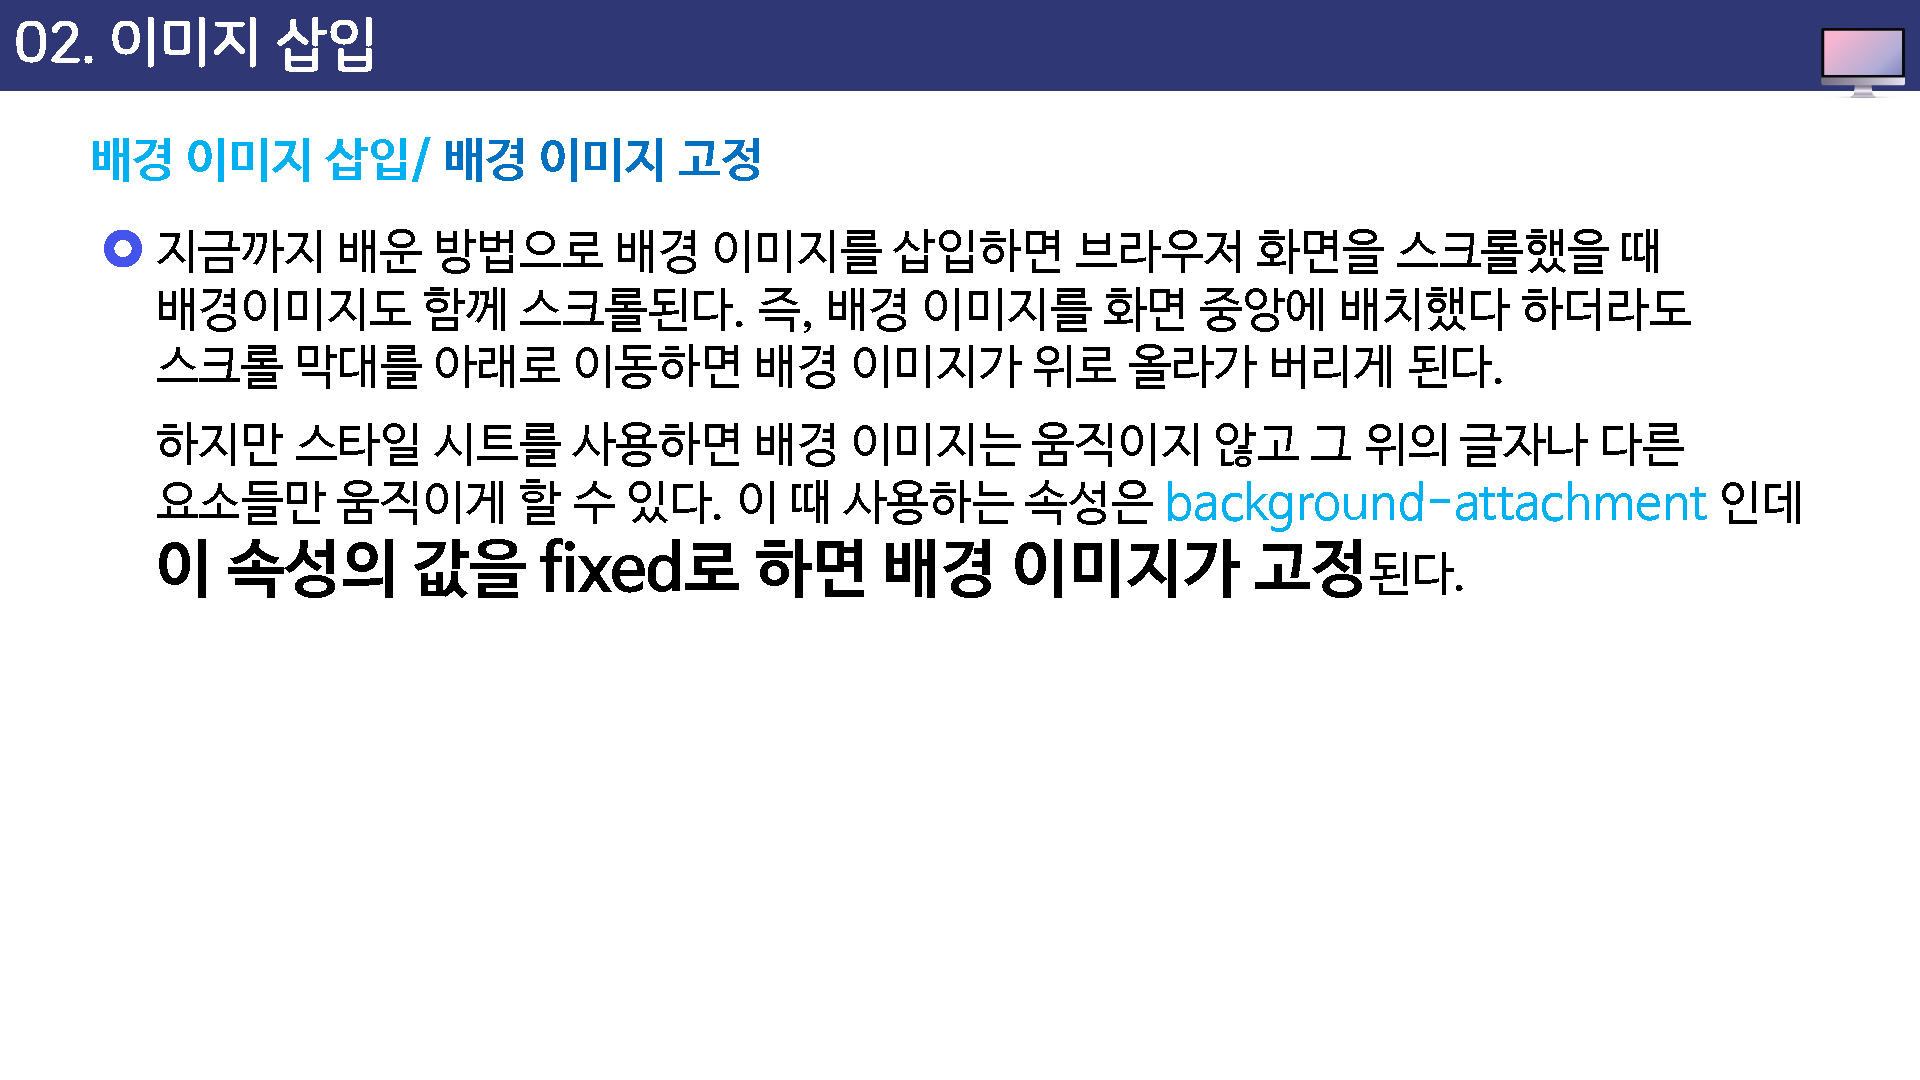 02. 이미지 삽입
배경 이미지 삽입/ 배경 이미지 고정
지금까지 배운 방법으로 배경 이미지를 삽입하면 브라우저 화면을 스크롤했을 때
배경이미지도 함께 스크롤된다. 즉, 배경 이미지를 화면 중앙에 배치했다 하더라도
스크롤 막대를 아래로 이동하면 배경 이미지가 위로 올라가 버리게 된다.
하지만 스타일 시트를 사용하면 배경 이미지는 움직이지 않고 그 위의 글자나 다른
요소들만 움직이게 할 수 있다. 이 때 사용하는 속성은 background-attachment 인데
이 속성의 값을 fixed로 하면 배경 이미지가 고정된다.